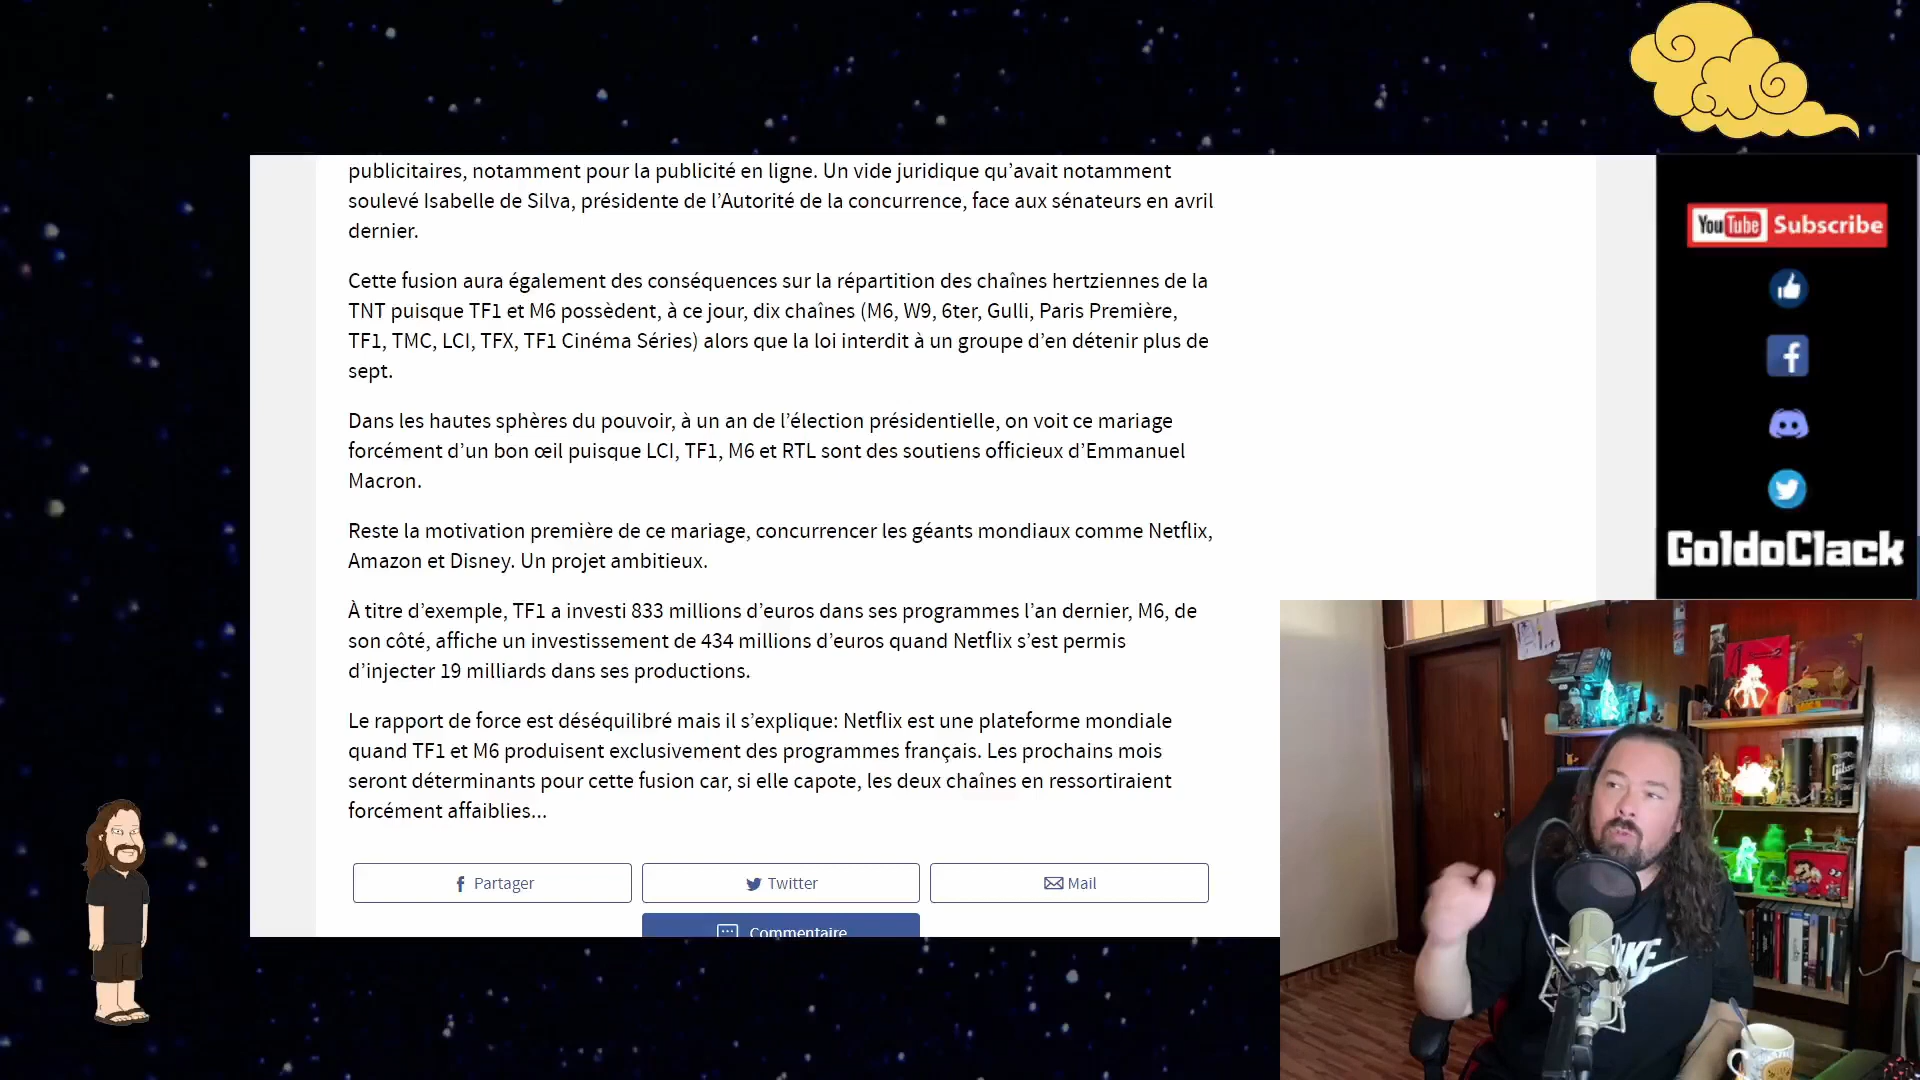 publicitaires, notamment pour la publicité en ligne. Un vide juridique qu’avait notamment
soulevé Isabelle de Silva, présidente de l’Autorité de la concurrence, face aux sénateurs en avril
dernier.
Cette fusion aura également des conséquences sur la répartition des chaînes hertziennes de la
TNT puisque TF1 et M6 possèdent, à ce jour, dix chaînes (M6, W9, 6ter, Gulli, Paris Première,
TF1, TMC, LCI, TFX, TF1 Cinéma Séries) alors que la loi interdit à un groupe d’en détenir plus de
sept.
Dans les hautes sphères du pouvoir, à un an de l’élection présidentielle, on voit ce mariage
forcément d’un bon œil puisque LCI, TF1, M6 et RTL sont des soutiens officieux d’Emmanuel
Macron.
Reste la motivation première de ce mariage, concurrencer les géants mondiaux comme Netflix,
Amazon et Disney. Un projet ambitieux.
À titre d’exemple, TF1 a investi 833 millions d’euros dans ses programmes l’an dernier, M6, de
son côté, affiche un investissement de 434 millions d’euros quand Netflix s’est permis
d’injecter 19 milliards dans ses productions.
Le rapport de force est déséquilibré mais il s’explique: Netflix est une plateforme mondiale
quand TF1 et M6 produisent exclusivement des programmes français. Les prochains mois
seront déterminants pour cette fusion car, si elle capote, les deux chaînes en ressortiraient
forcément affaiblies...
Partager
Twitter
Mail
Commentaire
YouTube Subscribe
GoldoClack